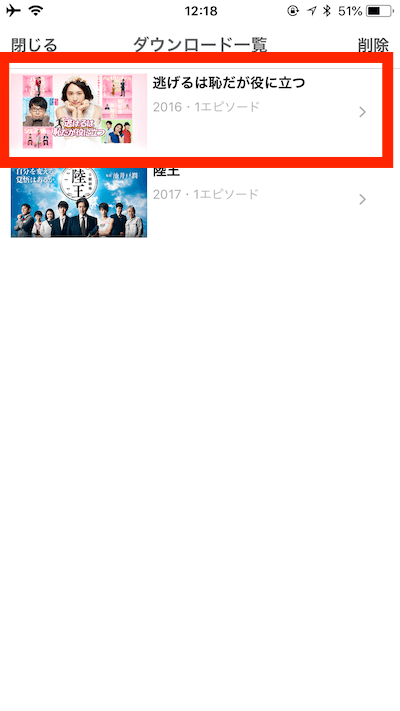 12:18
51%
閉じる
ダウンロード一覧
削除
逃げるは恥だが役に立つ
2016・1エピソード
逃げるは
恥だが役に立つ
陸王
2017・1エピソード
自分を変える
覚悟はあるか
陸王
池井戸潤